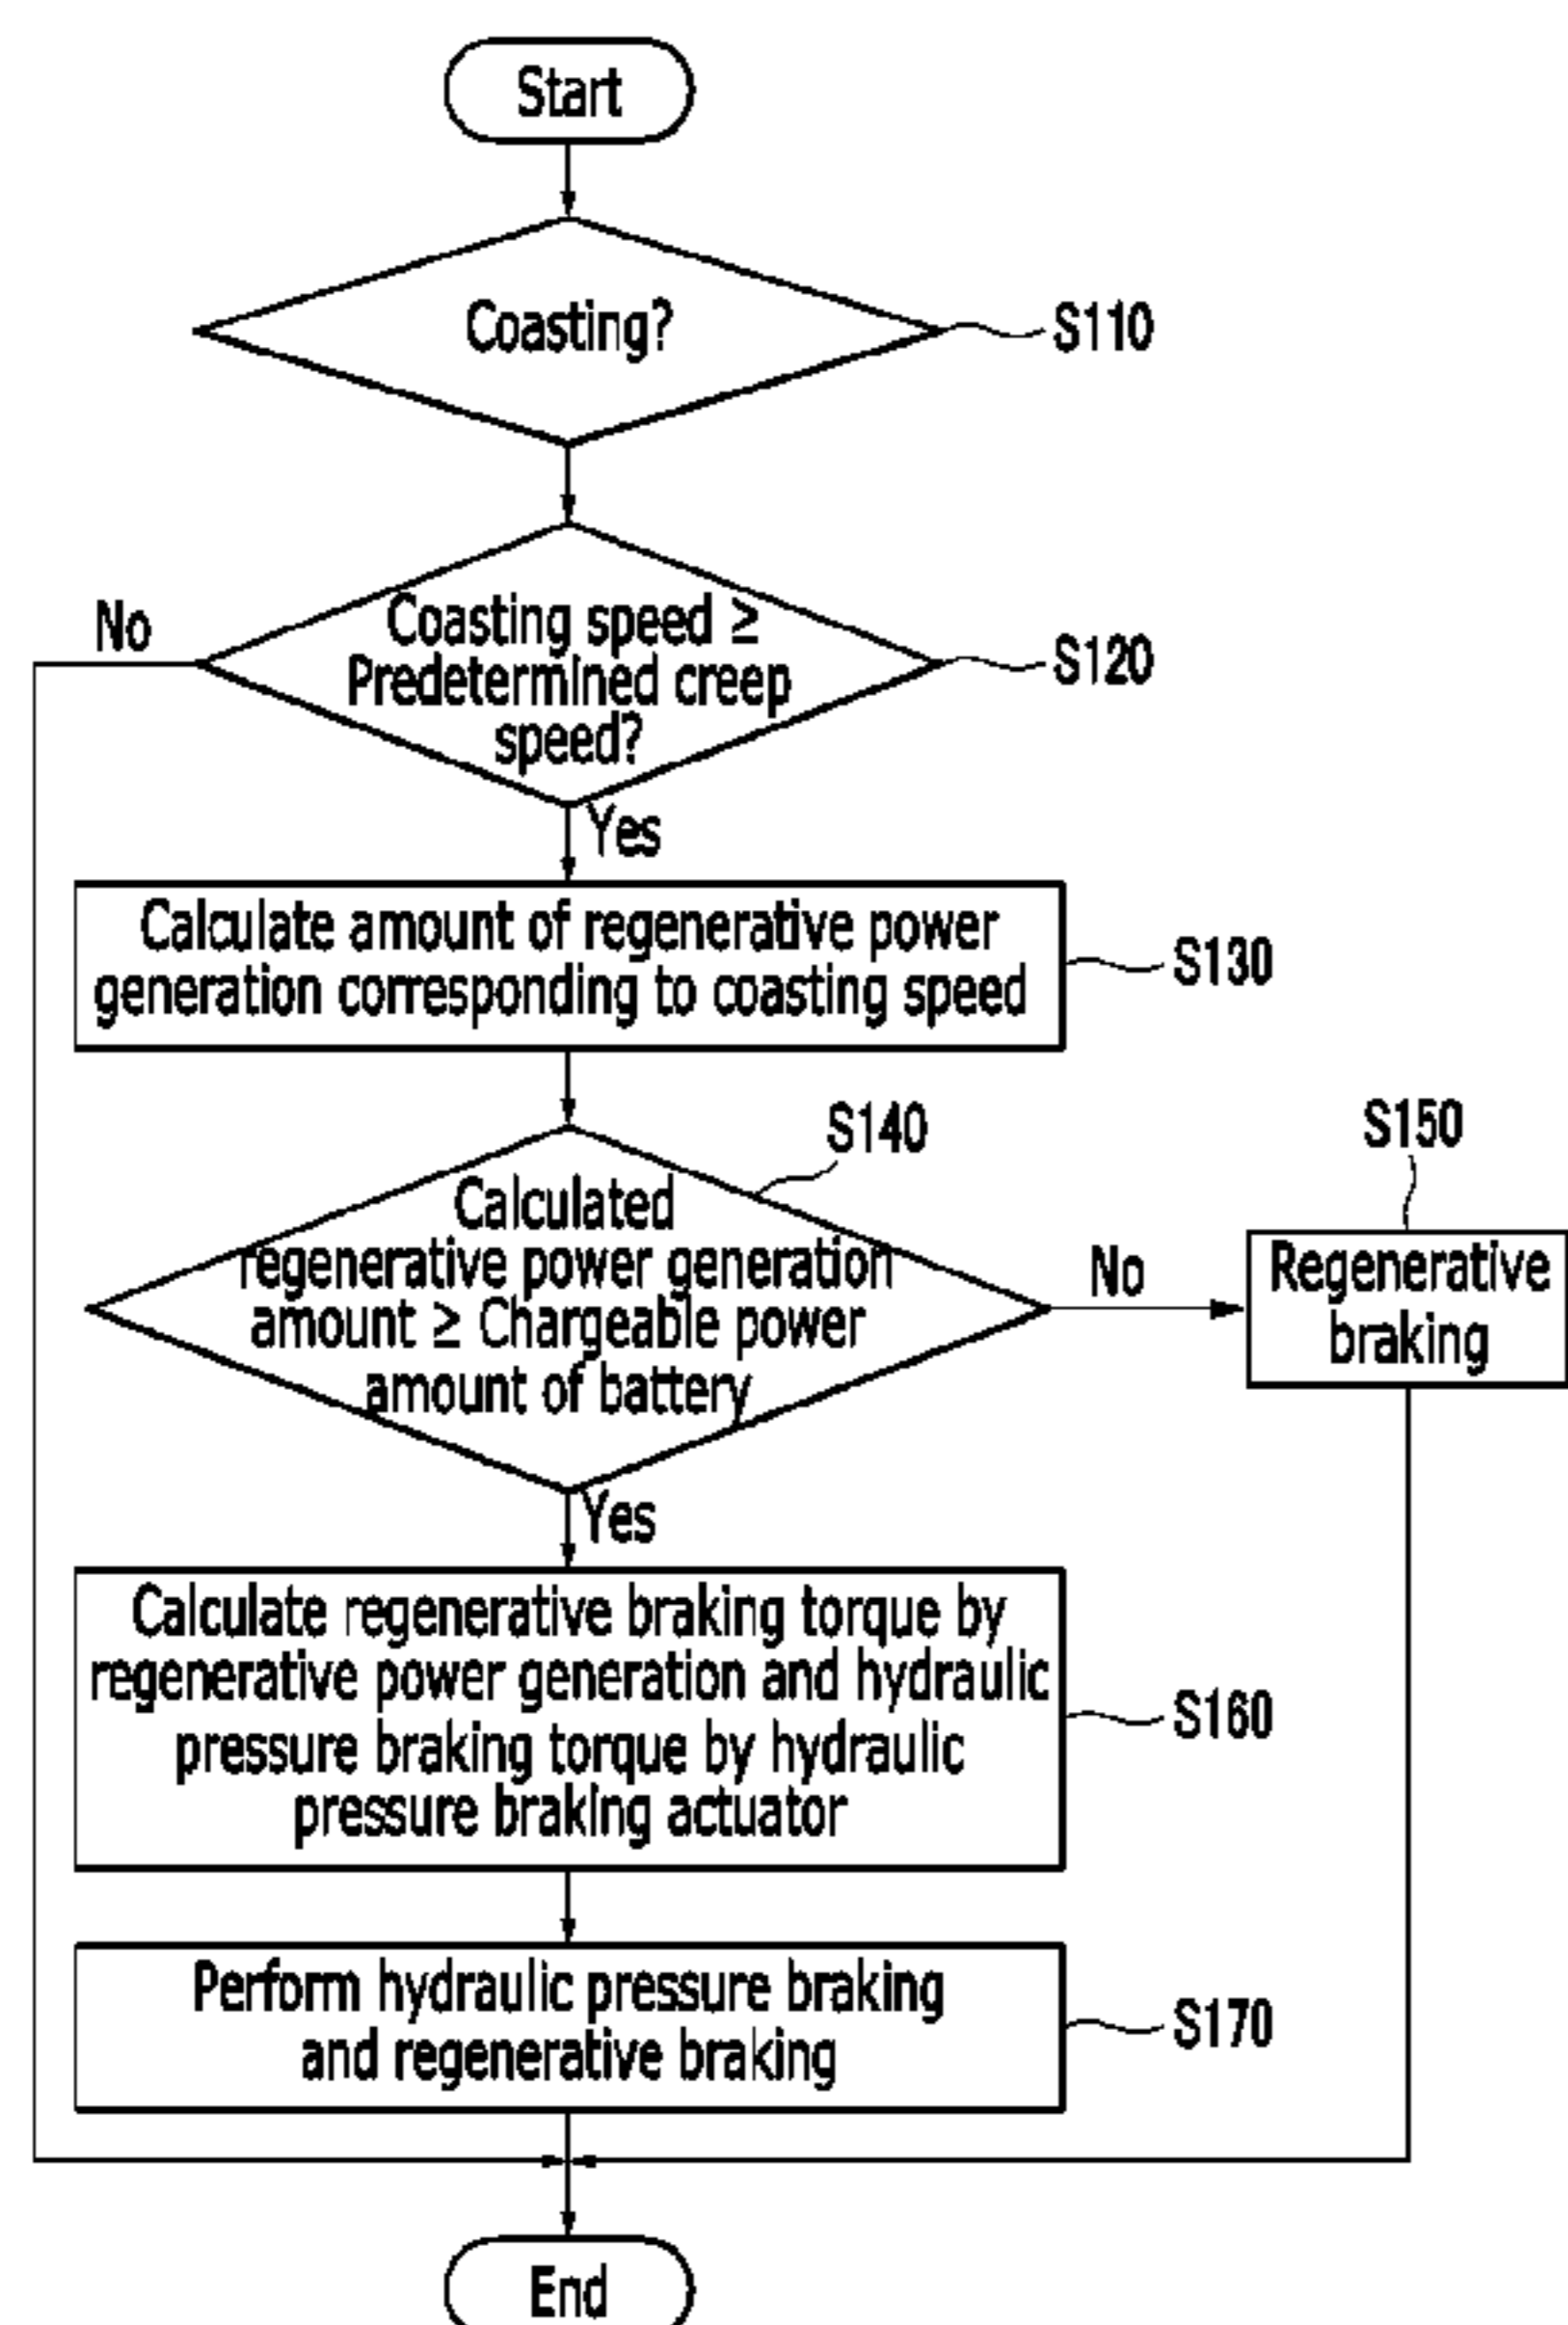 Start
Coasting?
S110
No
Coasting speed ≥
Predetermined creep
speed?
S120
Yes
Calculate amount of regenerative power
generation corresponding to coasting speed
S130
S140
Calculated
regenerative power generation
amount ≥ Chargeable power
amount of battery
No
S150
Regenerative
braking
Yes
Calculate regenerative braking torque by
regenerative power generation and hydraulic
pressure braking torque by hydraulic
pressure braking actuator
S160
Perform hydraulic pressure braking
and regenerative braking
S170
End